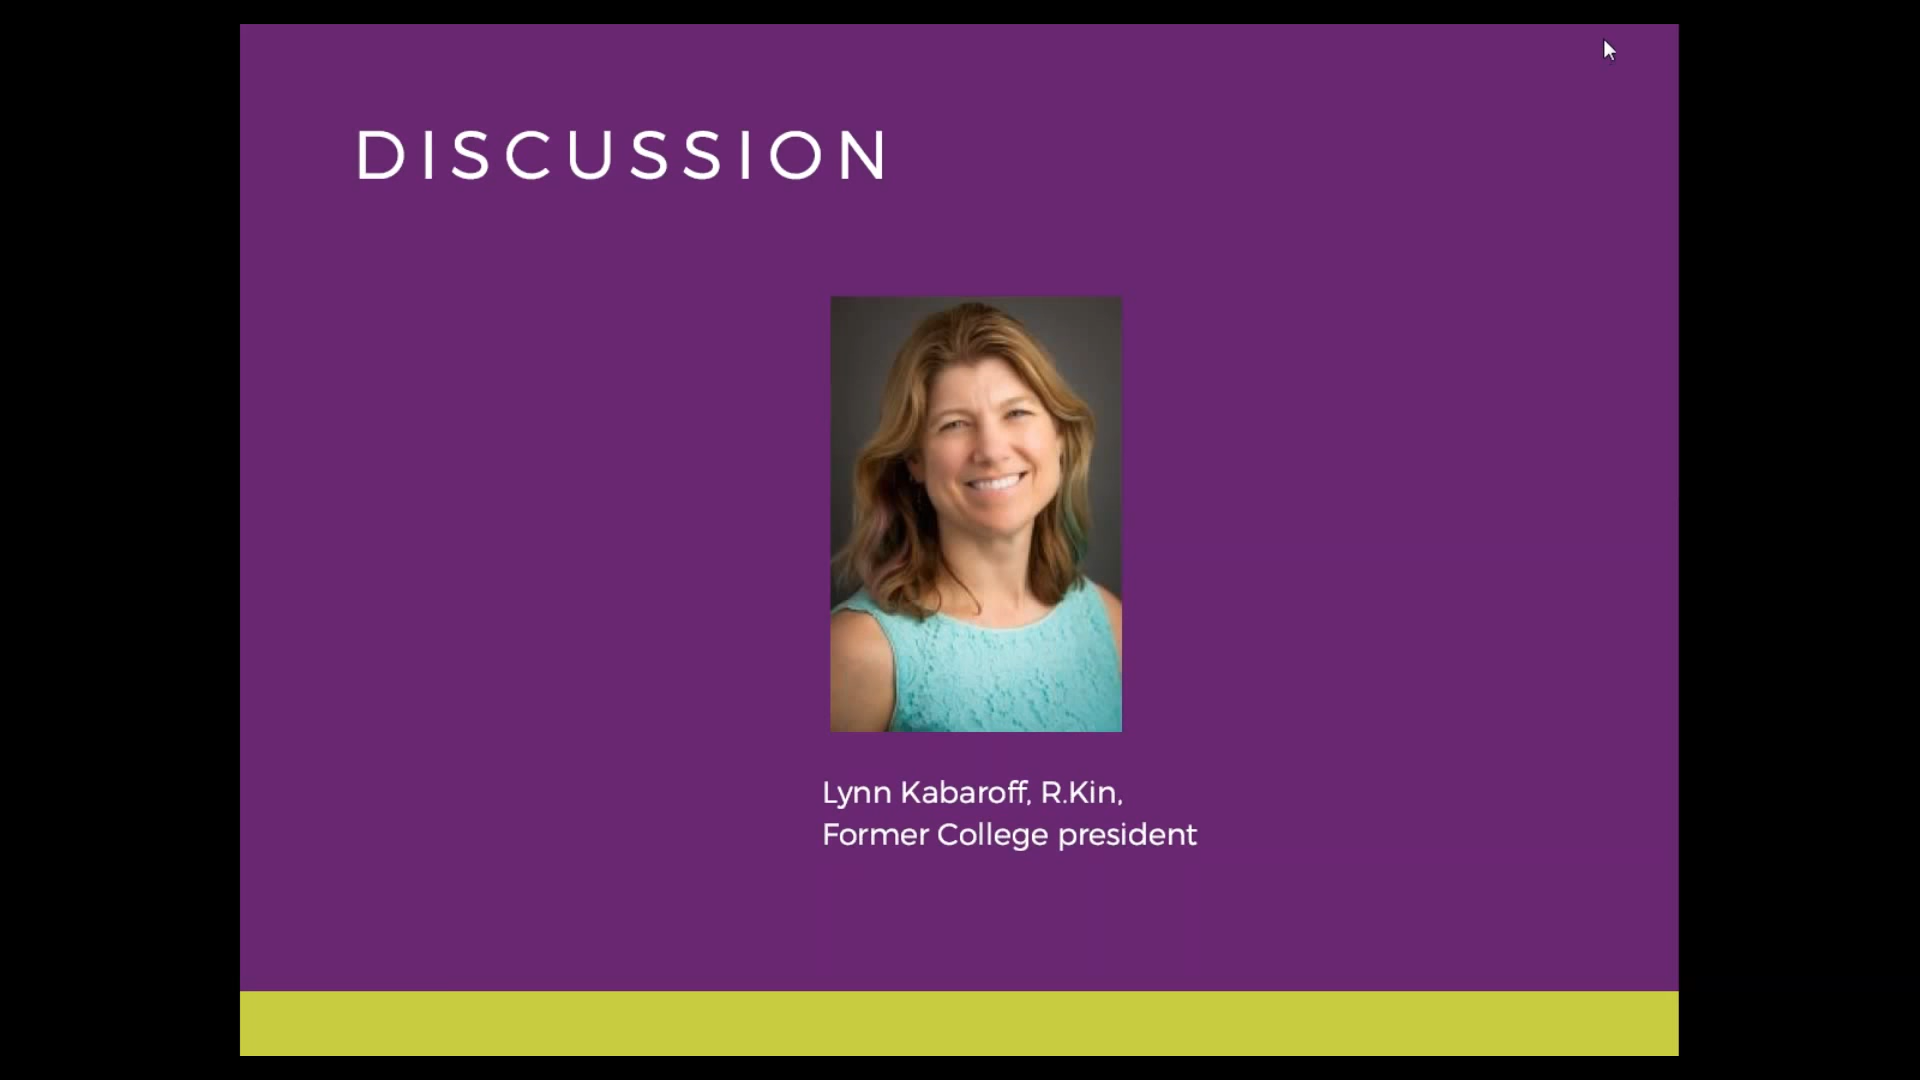 DISCUSSION
Lynn Kabaroff, R.Kin,
Former College president